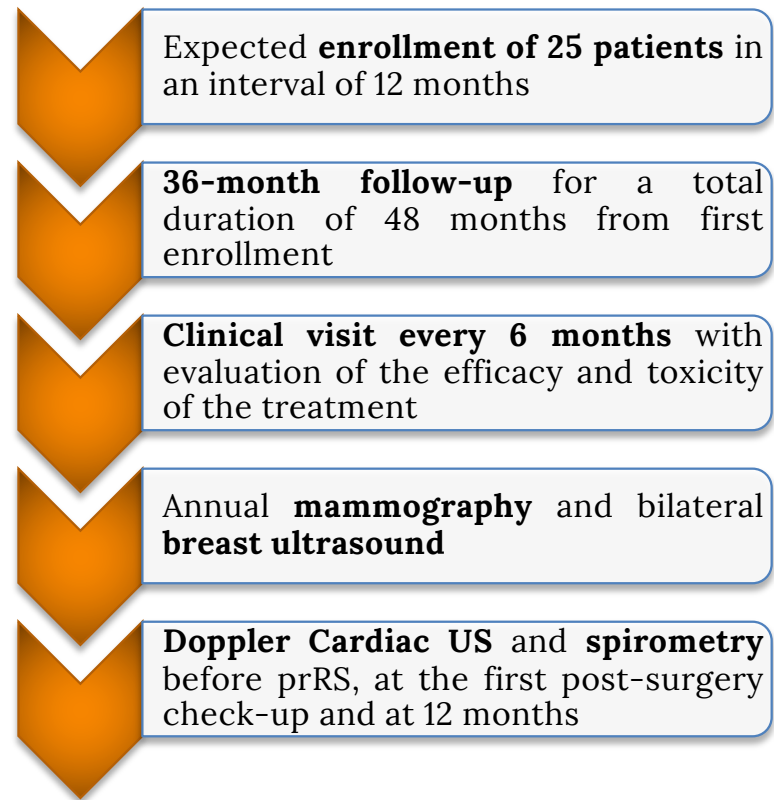 Expected enrollment of 25 patients in
an interval of 12 months
36-month follow-up for a total
duration of 48 months from first
enrollment
Clinical visit every 6 months with
evaluation of the efficacy and toxicity
of the treatment
Annual mammography and bilateral
breast ultrasound
Doppler Cardiac US and spirometry
before prRS, at the first post-surgery
check-up and at 12 months